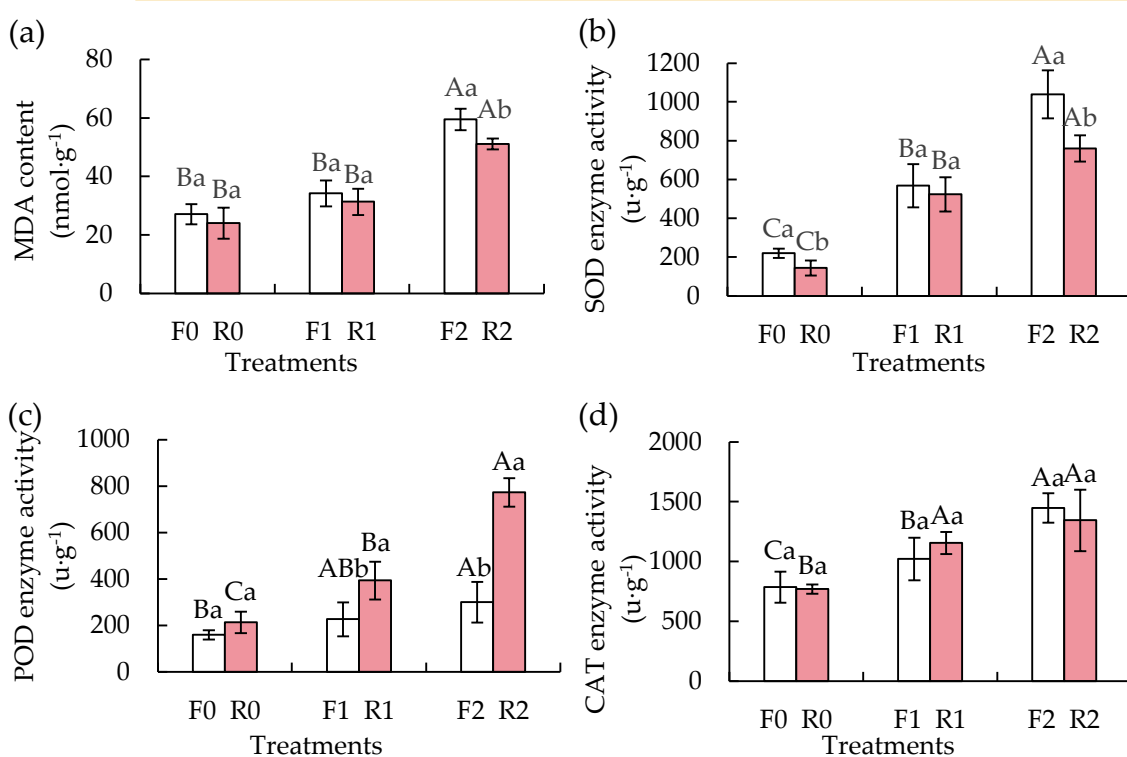 (a)
MDA content
(nmol·g⁻¹)
80
60
40
20
0
Ba Ba
Ba Ba
Aa Ab
F0 R0 F1 R1 F2 R2
Treatments
(b)
SOD enzyme activity
(u·g⁻¹)
1200
1000
800
600
400
200
0
Ca Cb
Ba Ba
Aa Ab
F0 R0 F1 R1 F2 R2
Treatments
(c)
POD enzyme activity
(u·g⁻¹)
1000
800
600
400
200
0
Ba Ca
ABb Ba
Ab Aa
F0 R0 F1 R1 F2 R2
Treatments
(d)
CAT enzyme activity
(u·g⁻¹)
2000
1500
1000
500
0
Ca Ba
Ba Aa
Aa Aa
F0 R0 F1 R1 F2 R2
Treatments